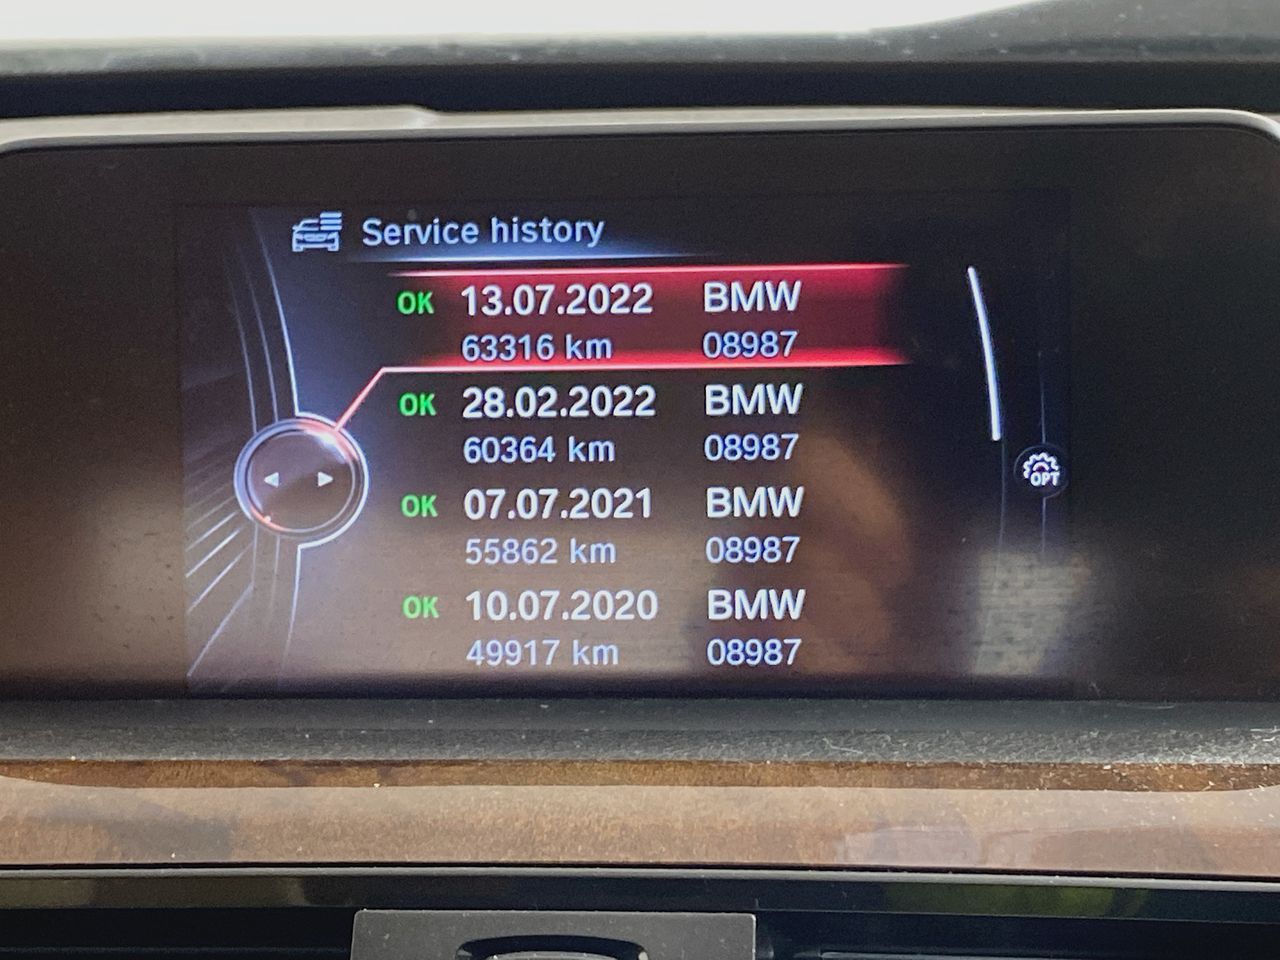 Service history
OK 13.07.2022 BMW
63316 km 08987
OK 28.02.2022 BMW
60364 km 08987
OK 07.07.2021 BMW
55862 km 08987
OPT
OK 10.07.2020 BMW
49917 km 08987